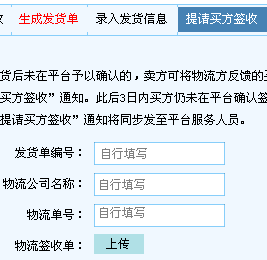 生成发货单 录入发货信息 提请买方签收
货后未在平台予以确认的，卖方可将物流方反馈的
买方签收”通知。此后3日内买方仍未在平台确认签
提请买方签收”通知将同步发至平台服务人员。
发货单编号： 自行填写
物流公司名称： 自行填写
物流单号： 自行填写
物流签收单： 上传